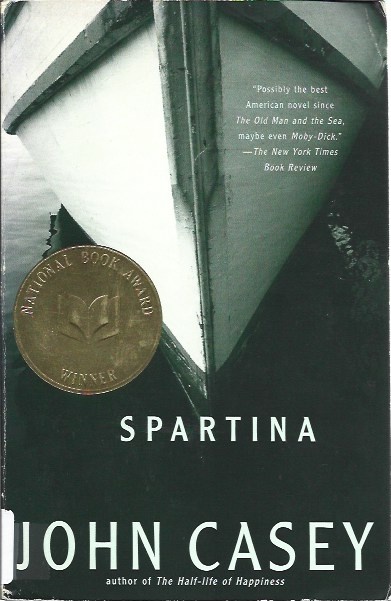 "Possibly the best
American novel since
The Old Man and the Sea,
maybe even Moby-Dick."
—The New York Times
Book Review
NATIONAL BOOK AWARD
WINNER
SPARTINA
JOHN CASEY
author of The Half-life of Happiness